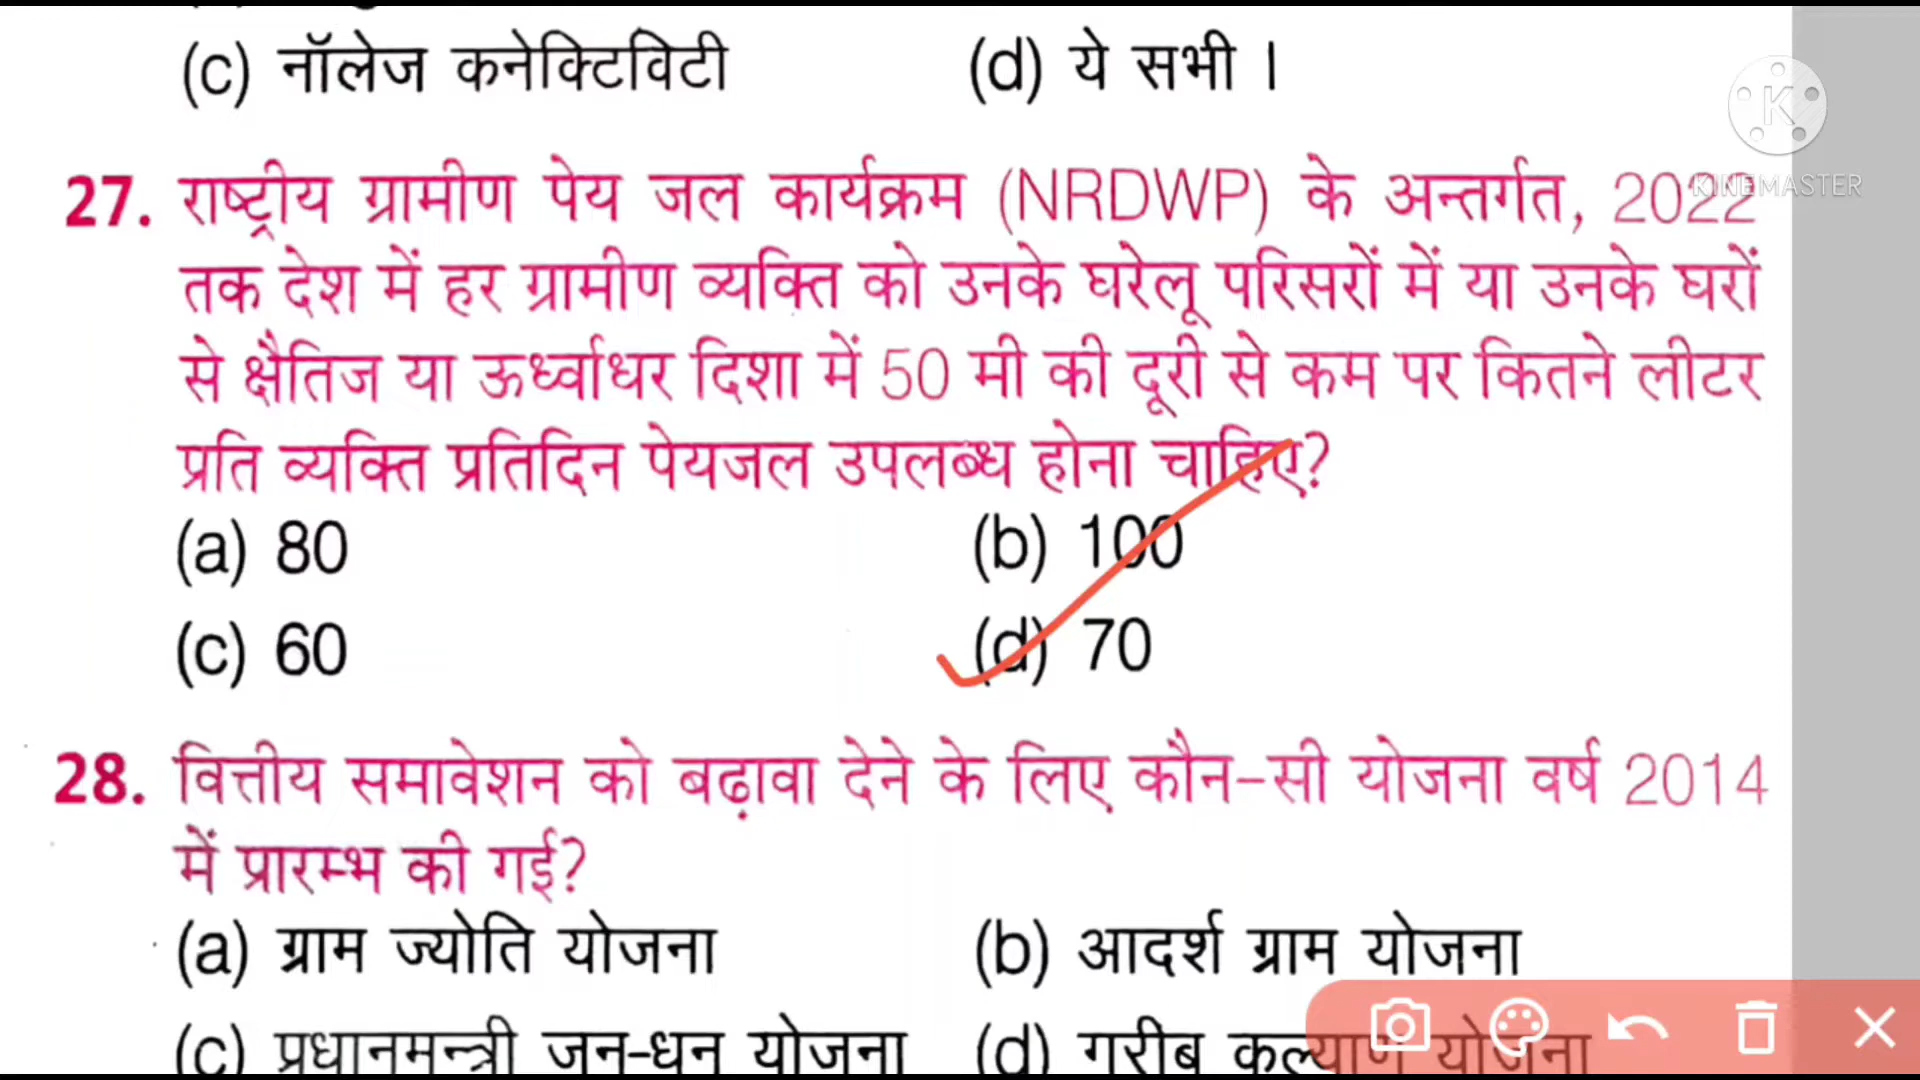 (c) नॉलेज कनेक्टिविटी (d) ये सभी ।
KINEMASTER
27. राष्ट्रीय ग्रामीण पेय जल कार्यक्रम (NRDWP) के अन्तर्गत, 2022
तक देश में हर ग्रामीण व्यक्ति को उनके घरेलू परिसरों में या उनके घरों
से क्षैतिज या ऊर्ध्वाधर दिशा में 50 मी की दूरी से कम पर कितने लीटर
प्रति व्यक्ति प्रतिदिन पेयजल उपलब्ध होना चाहिए?
(a) 80 (b) 100
(c) 60 (d) 70
28. वित्तीय समावेशन को बढ़ावा देने के लिए कौन-सी योजना वर्ष 2014
में प्रारम्भ की गई?
(a) ग्राम ज्योति योजना (b) आदर्श ग्राम योजना
(c) प्रधानमन्त्री जन-धन योजना (d) गरीब कल्याण योजना